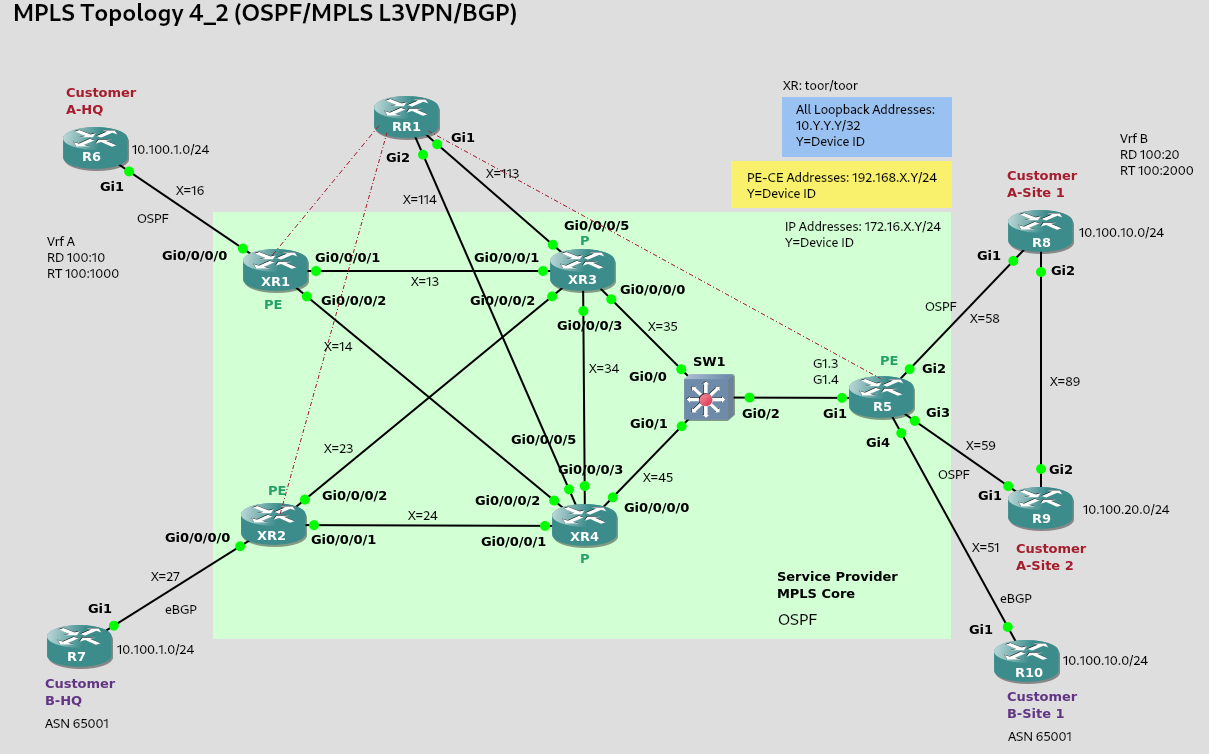 MPLS Topology 4_2 (OSPF/MPLS L3VPN/BGP)
Customer
A-HQ
R6
10.100.1.0/24
Gi1
X=16
OSPF
Vrf A
RD 100:10
RT 100:1000
Gi0/0/0/0
RR1
Gi1
Gi2
X=113
X=114
XR: toor/toor
All Loopback Addresses:
10.Y.Y.Y/32
Y=Device ID
PE-CE Addresses: 192.168.X.Y/24
Y=Device ID
IP Addresses: 172.16.X.Y/24
Y=Device ID
Vrf B
RD 100:20
RT 100:2000
Customer
A-Site 1
R8
10.100.10.0/24
Gi1
Gi2
XR1
PE
Gi0/0/0/1
Gi0/0/0/2
X=13
X=14
Gi0/0/0/5
P
Gi0/0/0/1
XR3
Gi0/0/0/2
Gi0/0/0/0
Gi0/0/0/3
X=35
X=34
SW1
Gi0/0
Gi0/1
Gi0/2
G1.3
G1.4
PE
R5
Gi1
Gi2
Gi3
Gi4
OSPF
X=58
X=89
X=59
OSPF
X=23
PE
XR2
Gi0/0/0/2
Gi0/0/0/0
Gi0/0/0/1
X=24
Gi0/0/0/5
Gi0/0/0/3
Gi0/0/0/2
Gi0/0/0/0
Gi0/0/0/1
XR4
P
X=45
Gi2
Gi1
R9
10.100.20.0/24
Customer
A-Site 2
X=51
eBGP
X=27
eBGP
Gi1
R7
10.100.1.0/24
Customer
B-HQ
ASN 65001
Service Provider
MPLS Core
OSPF
Gi1
R10
10.100.10.0/24
Customer
B-Site 1
ASN 65001